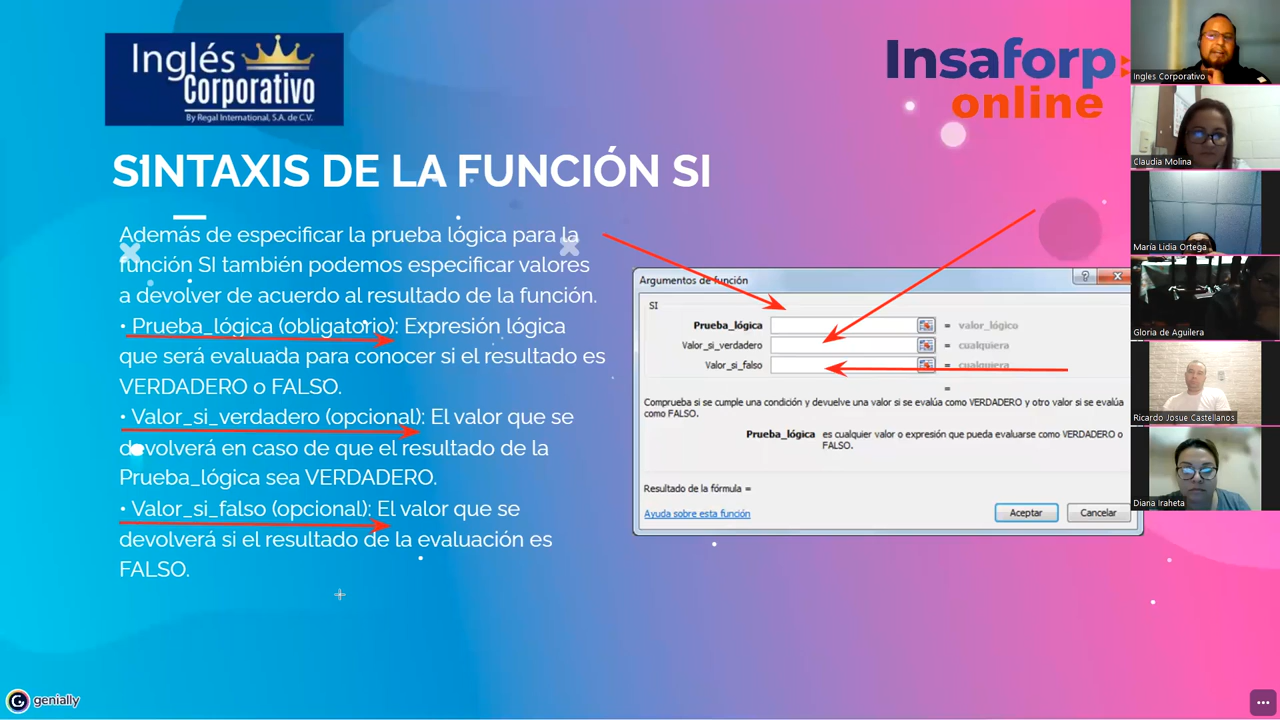 Inglés
Corporativo
By Regal International, S.A. de C.V.
Insaforp
online
SINTAXIS DE LA FUNCIÓN SI
Además de especificar la prueba lógica para la
función SI también podemos especificar valores
a devolver de acuerdo al resultado de la función.
• Prueba_lógica (obligatorio): Expresión lógica
que será evaluada para conocer si el resultado es
VERDADERO o FALSO.
• Valor_si_verdadero (opcional): El valor que se
devolverá en caso de que el resultado de la
Prueba_lógica sea VERDADERO.
• Valor_si_falso (opcional): El valor que se
devolverá si el resultado de la evaluación es
FALSO.
Argumentos de función
SI
Prueba_lógica = valor_lógico
Valor_si_verdadero = cualquiera
Valor_si_falso = cualquiera
=
Comprueba si se cumple una condición y devuelve una valor si se evalúa como VERDADERO y otro valor si se evalúa
como FALSO.
Prueba_lógica es cualquier valor o expresión que pueda evaluarse como VERDADERO o
FALSO.
Resultado de la fórmula =
Ayuda sobre esta función
Aceptar
Cancelar
Ingles Corporativo
Claudia Molina
María Lidia Ortega
Gloria de Aguilera
Ricardo Josue Castellanos
Diana Iraheta
genially